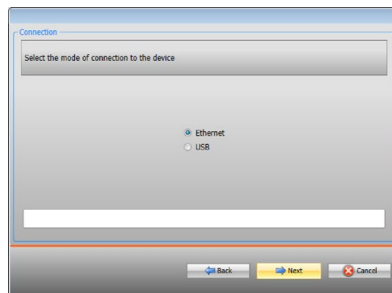 Connection
Select the mode of connection to the device
Ethernet
USB
Back Next Cancel